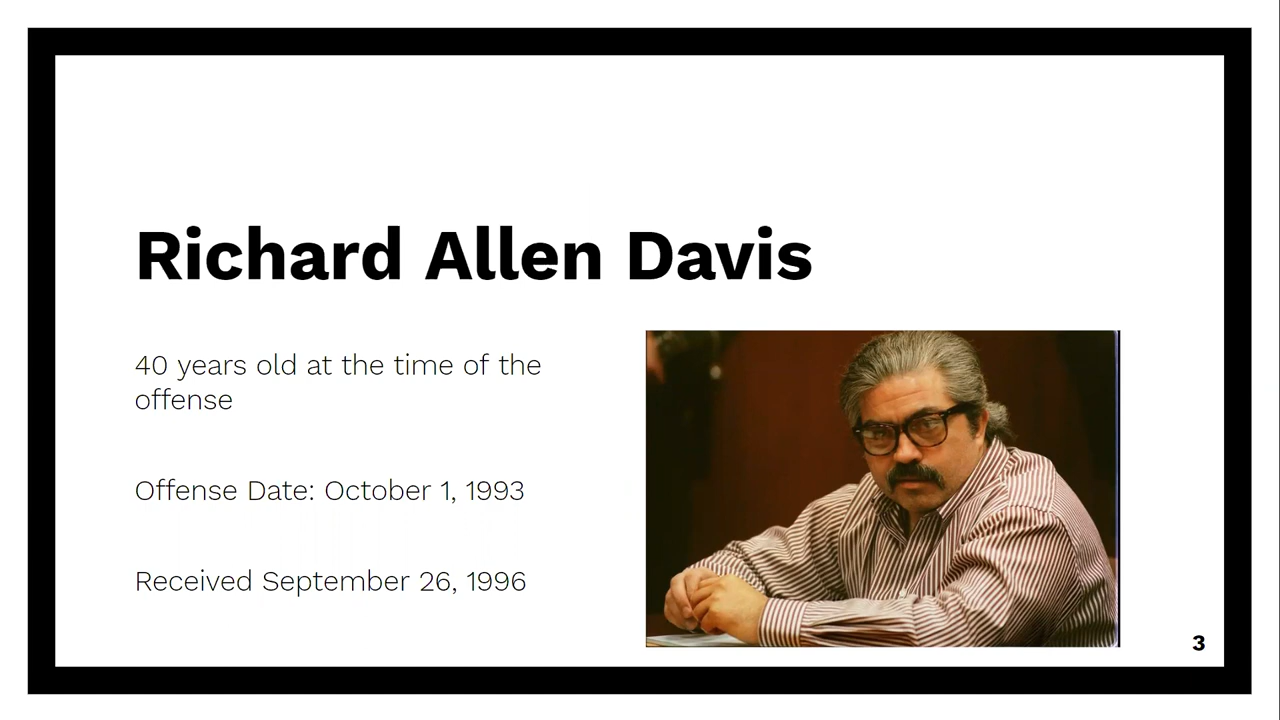 Richard Allen Davis
40 years old at the time of the
offense
Offense Date: October 1, 1993
Received September 26, 1996
3